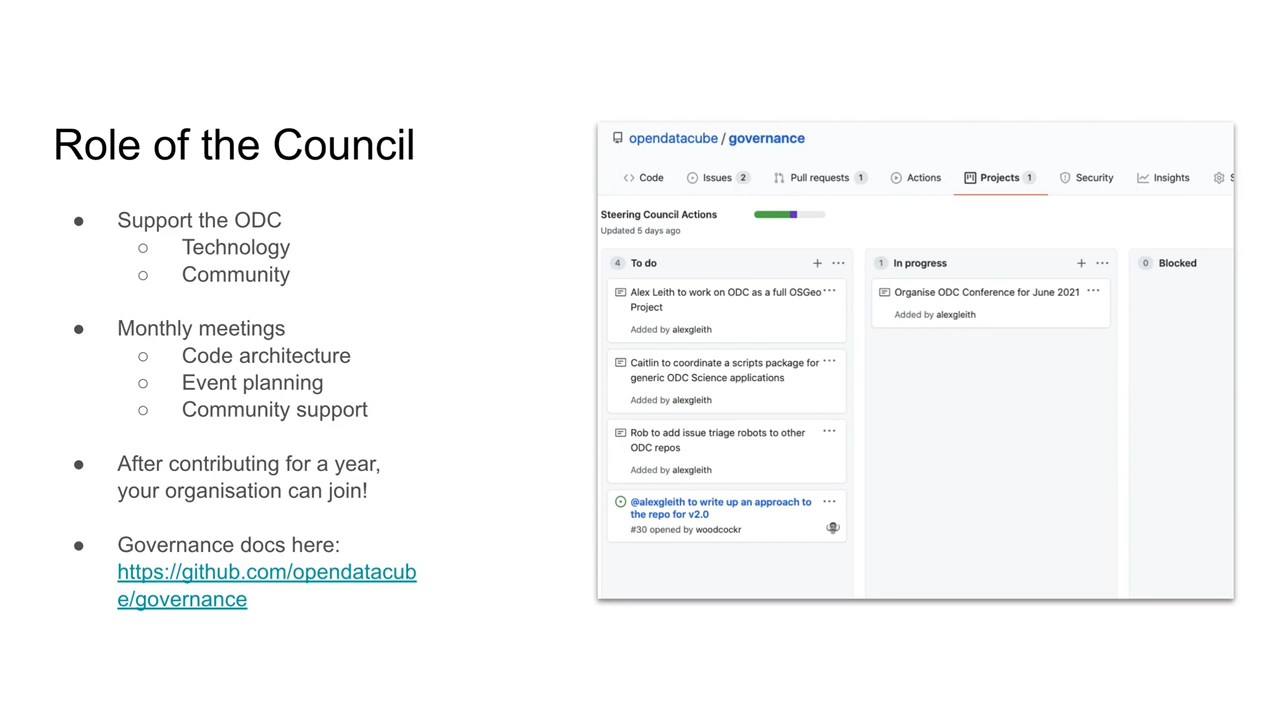 Role of the Council
● Support the ODC
○ Technology
○ Community
● Monthly meetings
○ Code architecture
○ Event planning
○ Community support
● After contributing for a year,
your organisation can join!
● Governance docs here:
https://github.com/opendatacub
e/governance
opendatacube / governance
Code Issues 2 Pull requests 1 Actions Projects 1 Security Insights S
Steering Council Actions
Updated 5 days ago
4 To do + ...
Alex Leith to work on ODC as a full OSGeo ...
Project
Added by alexgleith
Caitlin to coordinate a scripts package for ...
generic ODC Science applications
Added by alexgleith
Rob to add issue triage robots to other ...
ODC repos
Added by alexgleith
@alexgleith to write up an approach to ...
the repo for v2.0
#30 opened by woodcockr
1 In progress + ...
Organise ODC Conference for June 2021 ...
Added by alexgleith
0 Blocked